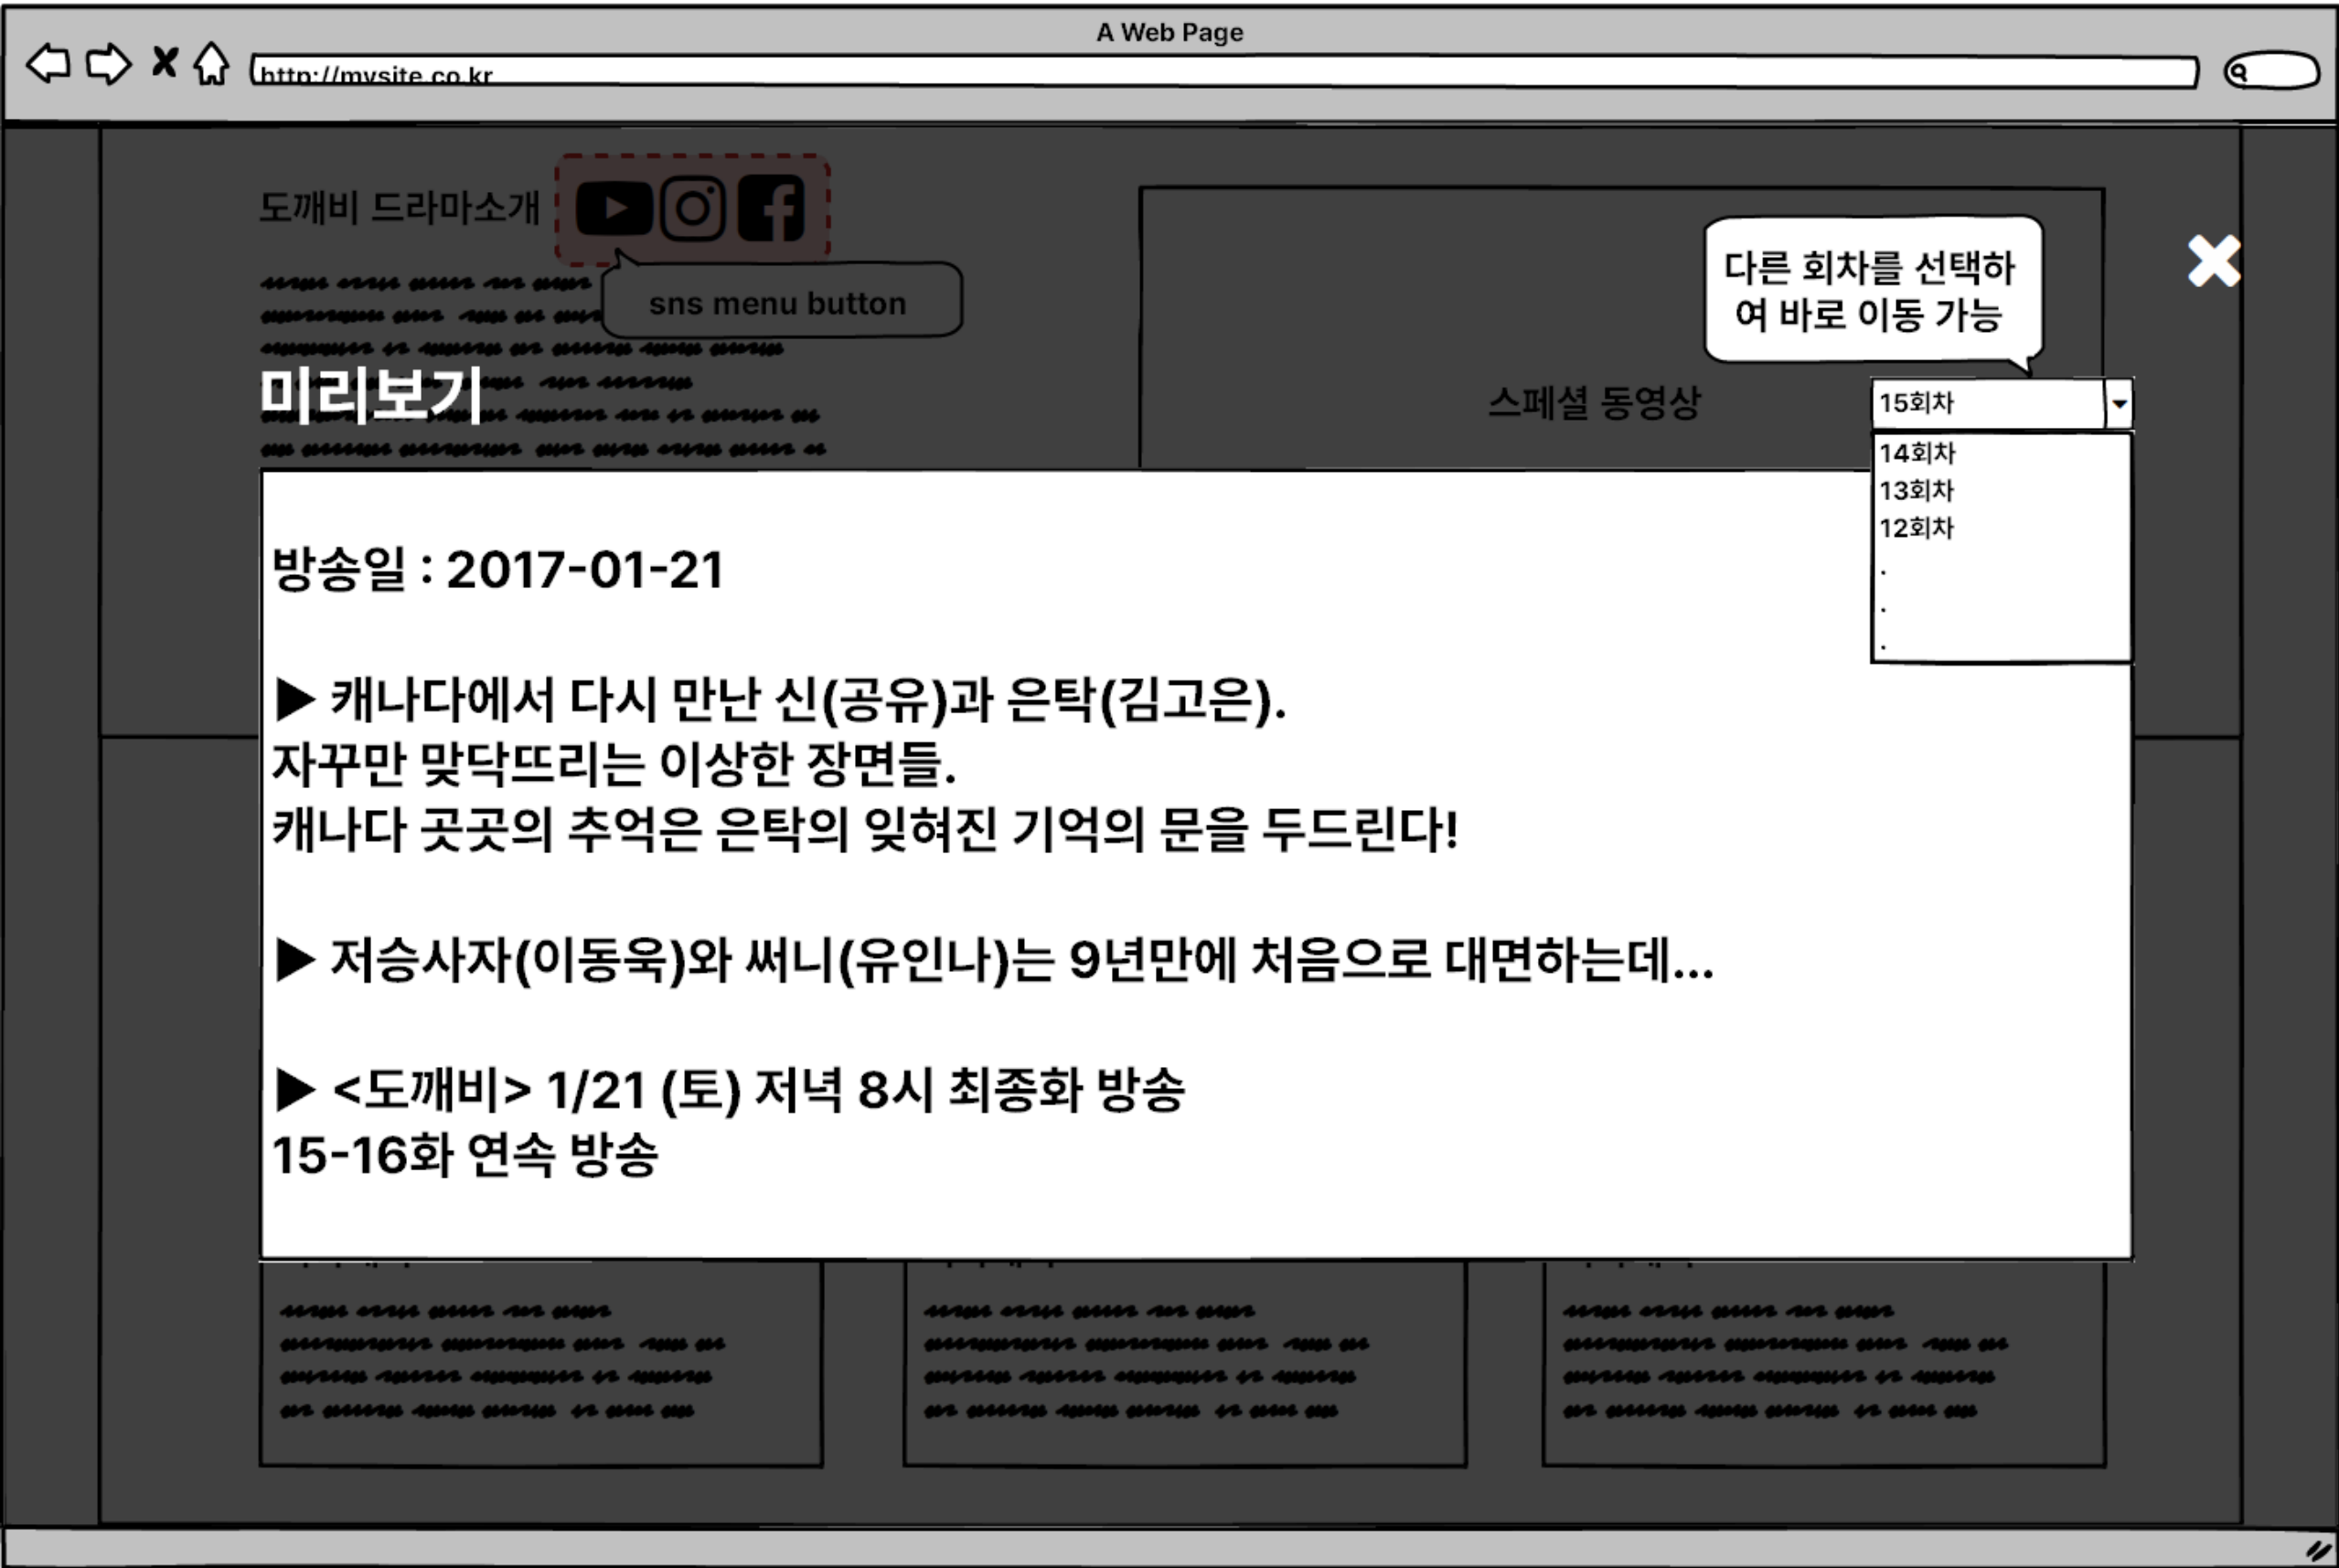 A Web Page
http://mysite.co.kr
도깨비 드라마소개
sns menu button
다른 회차를 선택하
여 바로 이동 가능
미리보기
스페셜 동영상
15회차
14회차
13회차
12회차
.
.
.
방송일 : 2017-01-21
▶ 캐나다에서 다시 만난 신(공유)과 은탁(김고은).
자꾸만 맞닥뜨리는 이상한 장면들.
캐나다 곳곳의 추억은 은탁의 잊혀진 기억의 문을 두드린다!
▶ 저승사자(이동욱)와 써니(유인나)는 9년만에 처음으로 대면하는데...
▶ <도깨비> 1/21 (토) 저녁 8시 최종화 방송
15-16화 연속 방송